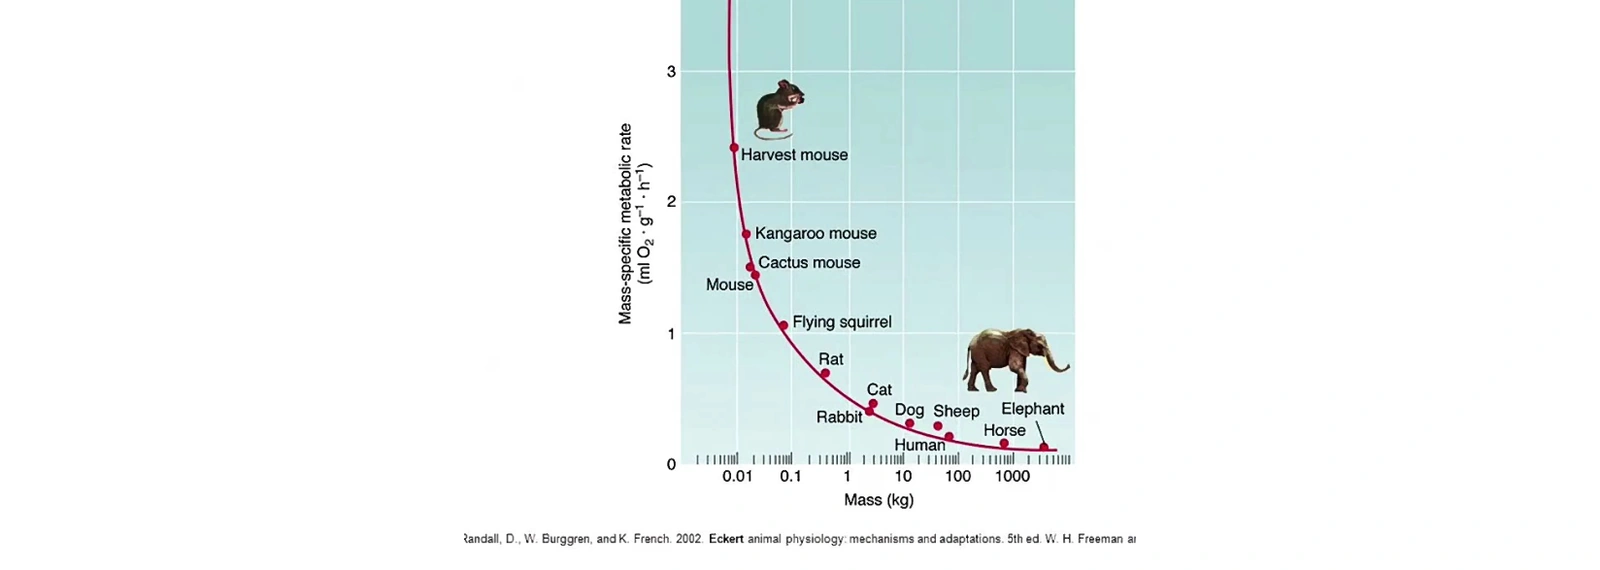 3
Harvest mouse
2
Kangaroo mouse
Cactus mouse
Mouse
Flying squirrel
1
Rat
Cat
Rabbit
Dog
Sheep
Elephant
Horse
Human
0
0.01 0.1 1 10 100 1000
Mass (kg)
Mass-specific metabolic rate
(ml O₂ · g⁻¹ · h⁻¹)
Randall, D., W. Burggren, and K. French. 2002. Eckert animal physiology: mechanisms and adaptations. 5th ed. W. H. Freeman